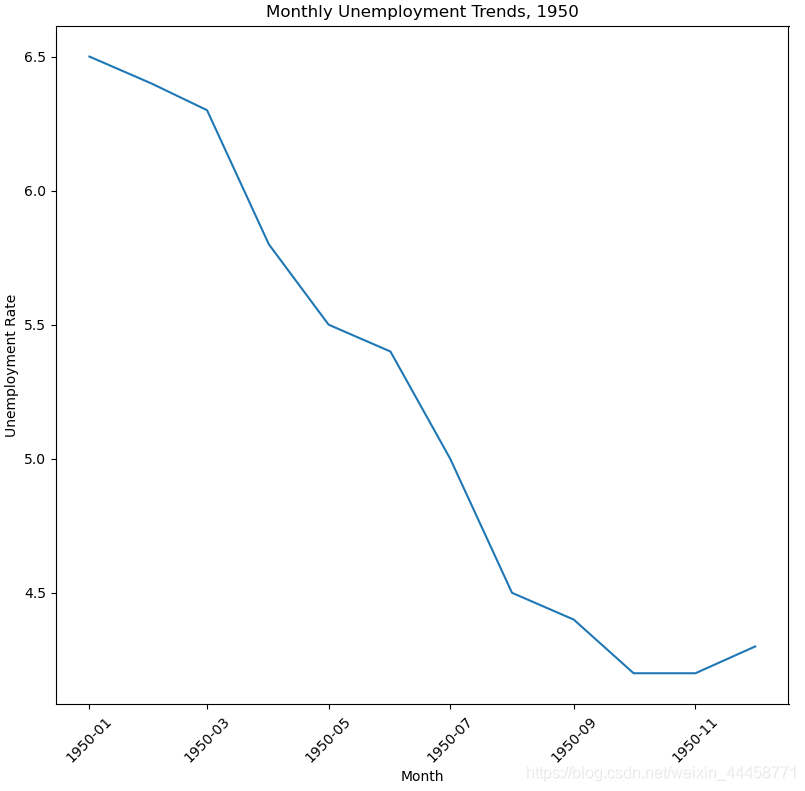 Monthly Unemployment Trends, 1950
6.5
6.0
5.5
5.0
4.5
Unemployment Rate
1950-01 1950-03 1950-05 1950-07 1950-09 1950-11
Month
https://blog.csdn.net/weixin_44458771